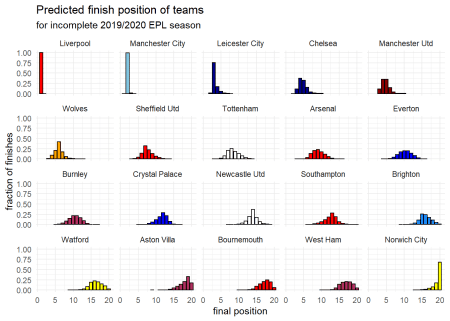 Predicted finish position of teams
for incomplete 2019/2020 EPL season
Liverpool Manchester City Leicester City Chelsea Manchester Utd
1.00
0.75
0.50
0.25
0.00
Wolves Sheffield Utd Tottenham Arsenal Everton
1.00
0.75
0.50
0.25
0.00
Burnley Crystal Palace Newcastle Utd Southampton Brighton
1.00
0.75
0.50
0.25
0.00
Watford Aston Villa Bournemouth West Ham Norwich City
1.00
0.75
0.50
0.25
0.00
0 5 10 15 20 0 5 10 15 20 0 5 10 15 20 0 5 10 15 20 0 5 10 15 20
final position
fraction of finishes